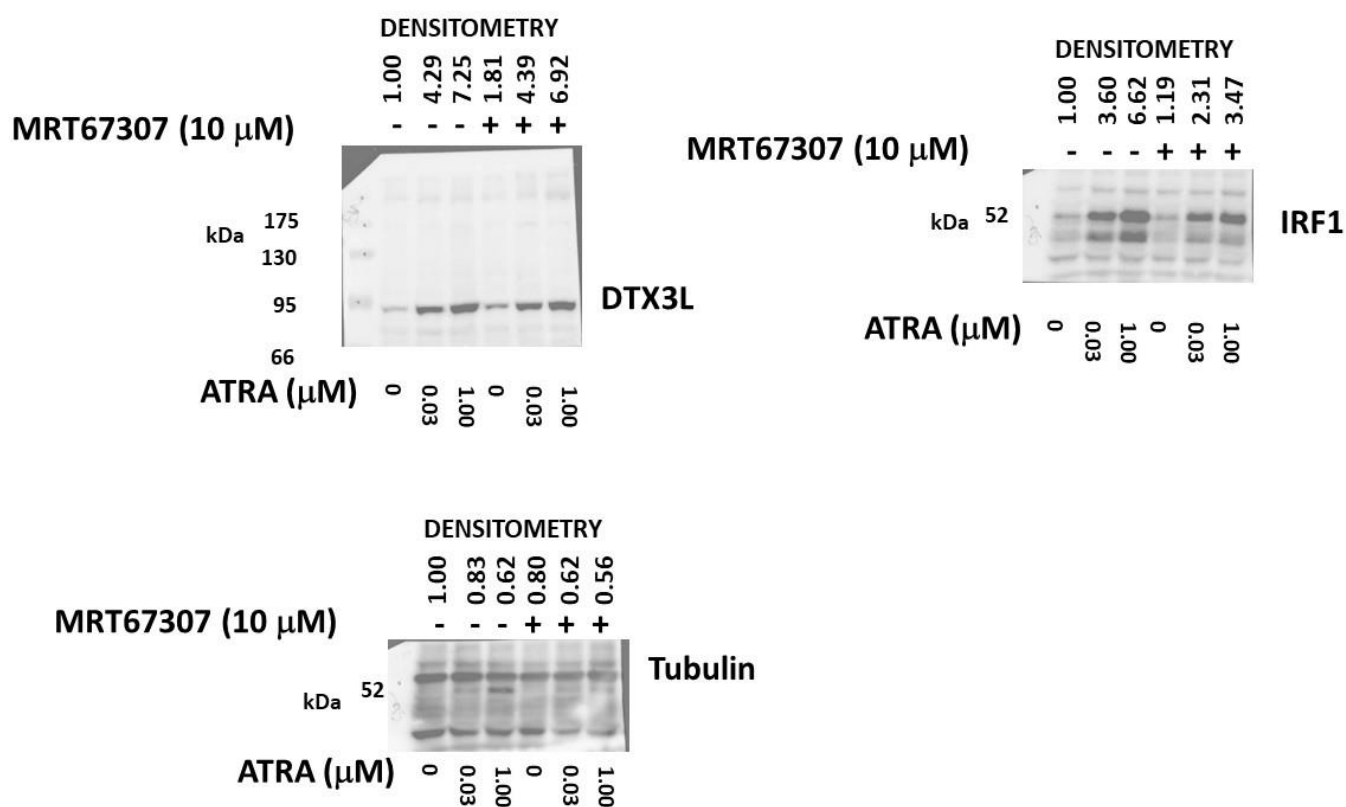 DENSITOMETRY
1.00 4.29 7.25 1.81 4.39 6.92
MRT67307 (10 μM) - - - + + +
kDa
175
130
95
66
DTX3L
ATRA (μM) 0 0.03 1.00 0 0.03 1.00
DENSITOMETRY
1.00 3.60 6.62 1.19 2.31 3.47
MRT67307 (10 μM) - - - + + +
kDa 52 IRF1
ATRA (μM) 0 0.03 1.00 0 0.03 1.00
DENSITOMETRY
1.00 0.83 0.62 0.80 0.62 0.56
MRT67307 (10 μM) - - - + + +
Tubulin
kDa 52
ATRA (μM) 0 0.03 1.00 0 0.03 1.00